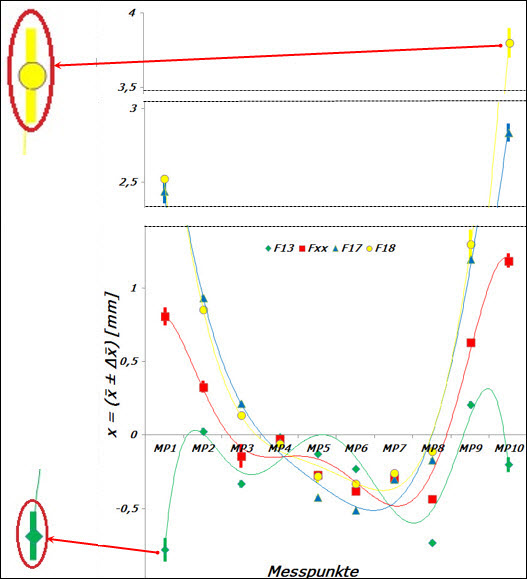 4
3,5
3
2,5
F13 Fxx F17 F18
1
0,5
0
MP1 MP2 MP3 MP4 MP5 MP6 MP7 MP8 MP9 MP10
-0,5
x = (x̄ ± Δx̄) [mm]
Messpunkte